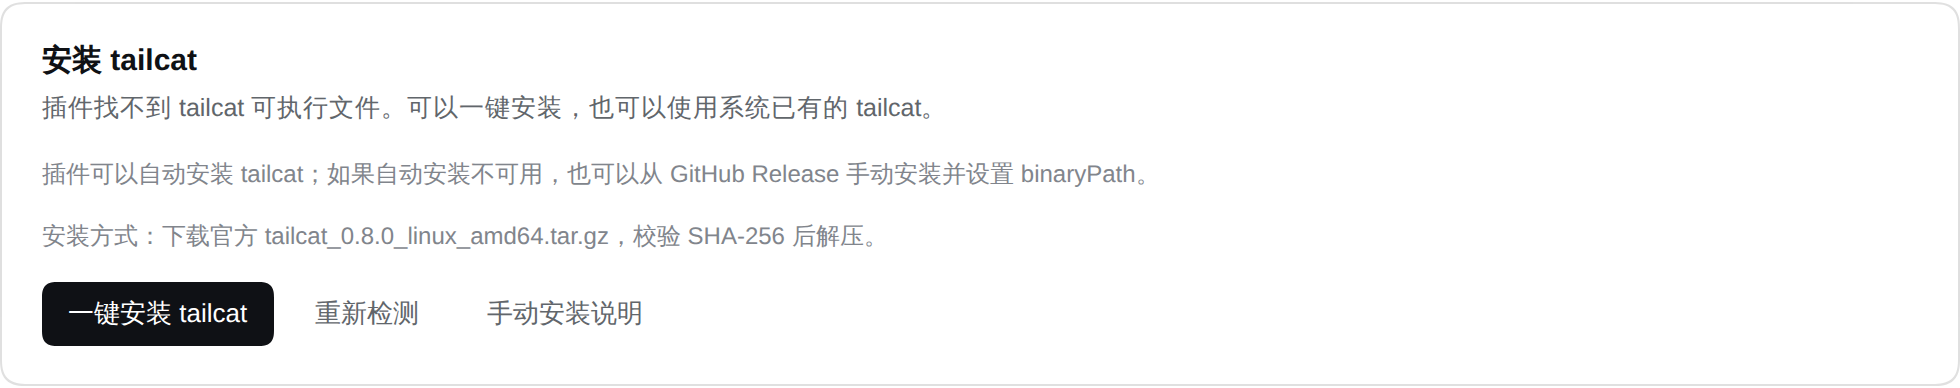 安装 tailcat
插件找不到 tailcat 可执行文件。可以一键安装，也可以使用系统已有的 tailcat。
插件可以自动安装 tailcat；如果自动安装不可用，也可以从 GitHub Release 手动安装并设置 binaryPath。
安装方式：下载官方 tailcat_0.8.0_linux_amd64.tar.gz，校验 SHA-256 后解压。
一键安装 tailcat 重新检测 手动安装说明